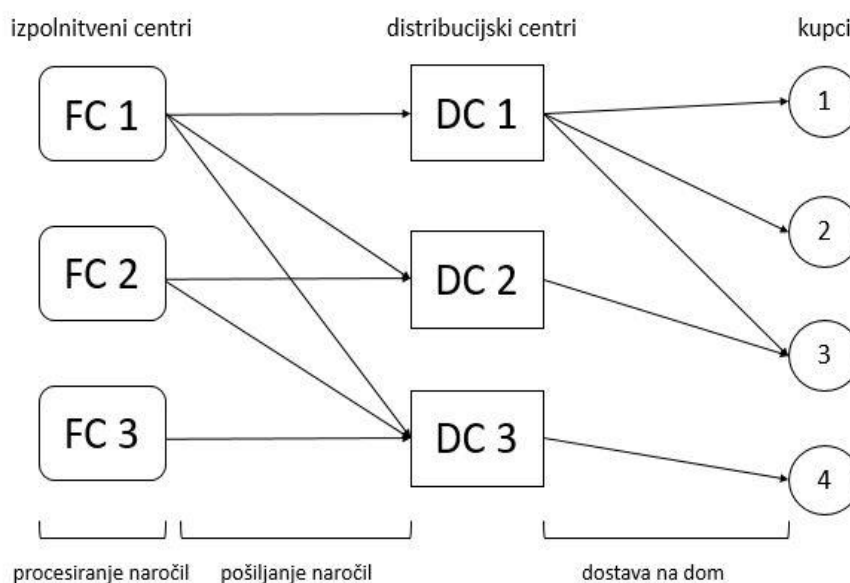 izpolnitveni centri
distribucijski centri
kupci
FC 1
DC 1
1
2
FC 2
DC 2
3
FC 3
DC 3
4
procesiranje naročil
pošiljanje naročil
dostava na dom